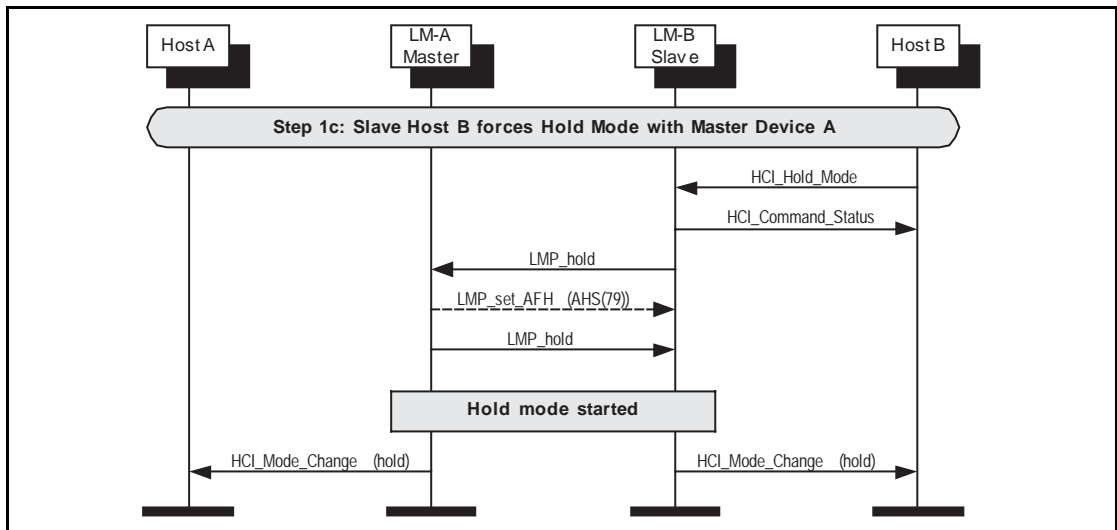 Host A
LM-A
Master
LM-B
Slave
Host B
Step 1c: Slave Host B forces Hold Mode with Master Device A
HCI_Hold_Mode
HCI_Command_Status
LMP_hold
LMP_set_AFH (AHS(79))
LMP_hold
Hold mode started
HCI_Mode_Change (hold)
HCI_Mode_Change (hold)